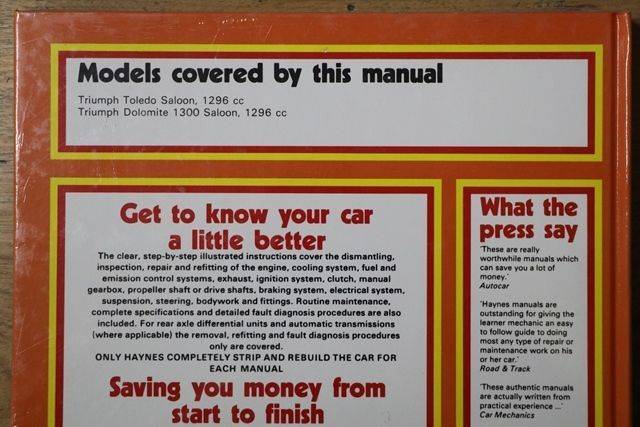 Models covered by this manual
Triumph Toledo Saloon, 1296 cc
Triumph Dolomite 1300 Saloon, 1296 cc
Get to know your car
a little better
The clear, step-by-step illustrated instructions cover the dismantling,
inspection, repair and refitting of the engine, cooling system, fuel and
emission control systems, exhaust, ignition system, clutch, manual
gearbox, propeller shaft or drive shafts, braking system, electrical system,
suspension, steering, bodywork and fittings. Routine maintenance,
complete specifications and detailed fault diagnosis procedures are also
included. For rear axle differential units and automatic transmissions
(where applicable) the removal, refitting and fault diagnosis procedures
only are covered.
ONLY HAYNES COMPLETELY STRIP AND REBUILD THE CAR FOR
EACH MANUAL
Saving you money from
start to finish
What the
press say
'These are really
worthwhile manuals which
can save you a lot of
money.'
Autocar
'Haynes manuals are
outstanding for giving the
learner mechanic an easy
to follow guide to doing
most any type of repair or
maintenance work on his
or her car.'
Road & Track
'These authentic manuals
are actually written from
practical experience ...'
Car Mechanics